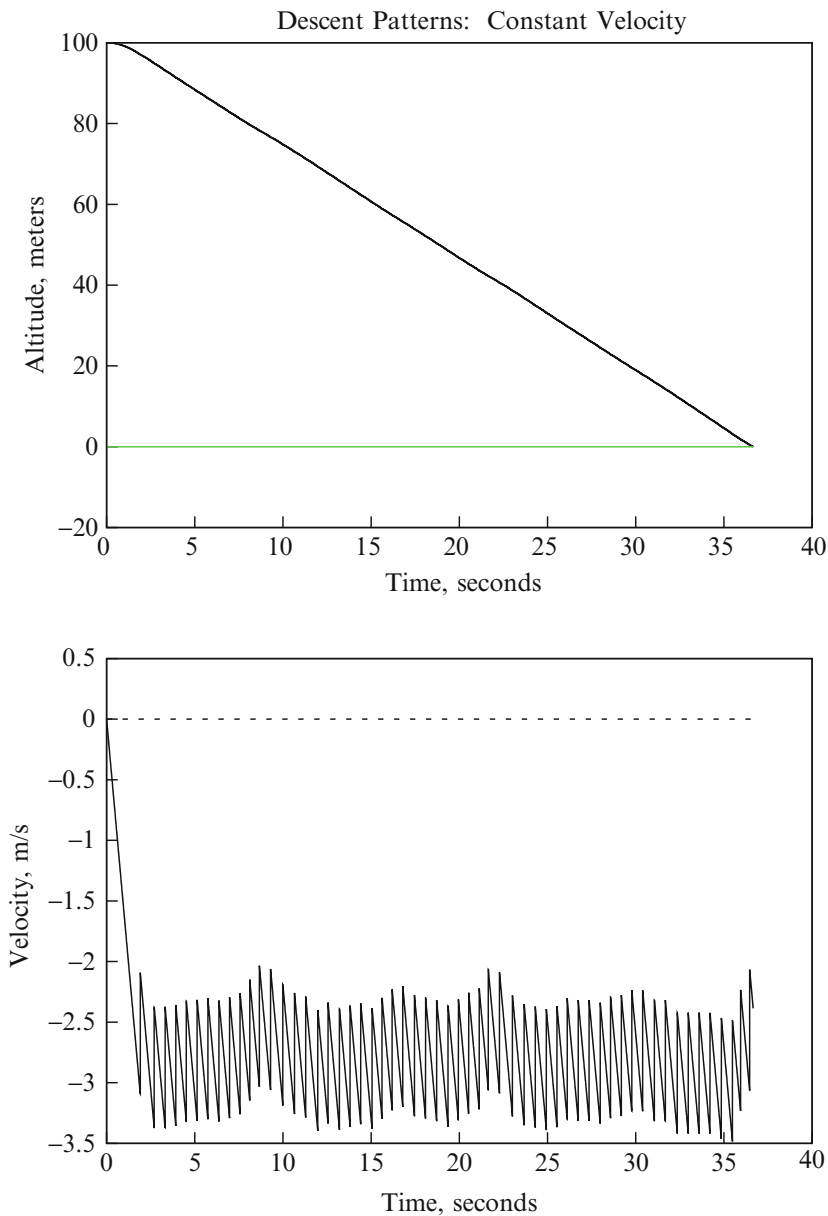 Descent Patterns: Constant Velocity
100
80
60
40
20
0
–20
Altitude, meters
0 5 10 15 20 25 30 35 40
Time, seconds
0.5
0
–0.5
–1
–1.5
–2
–2.5
–3
–3.5
Velocity, m/s
0 5 10 15 20 25 30 35 40
Time, seconds